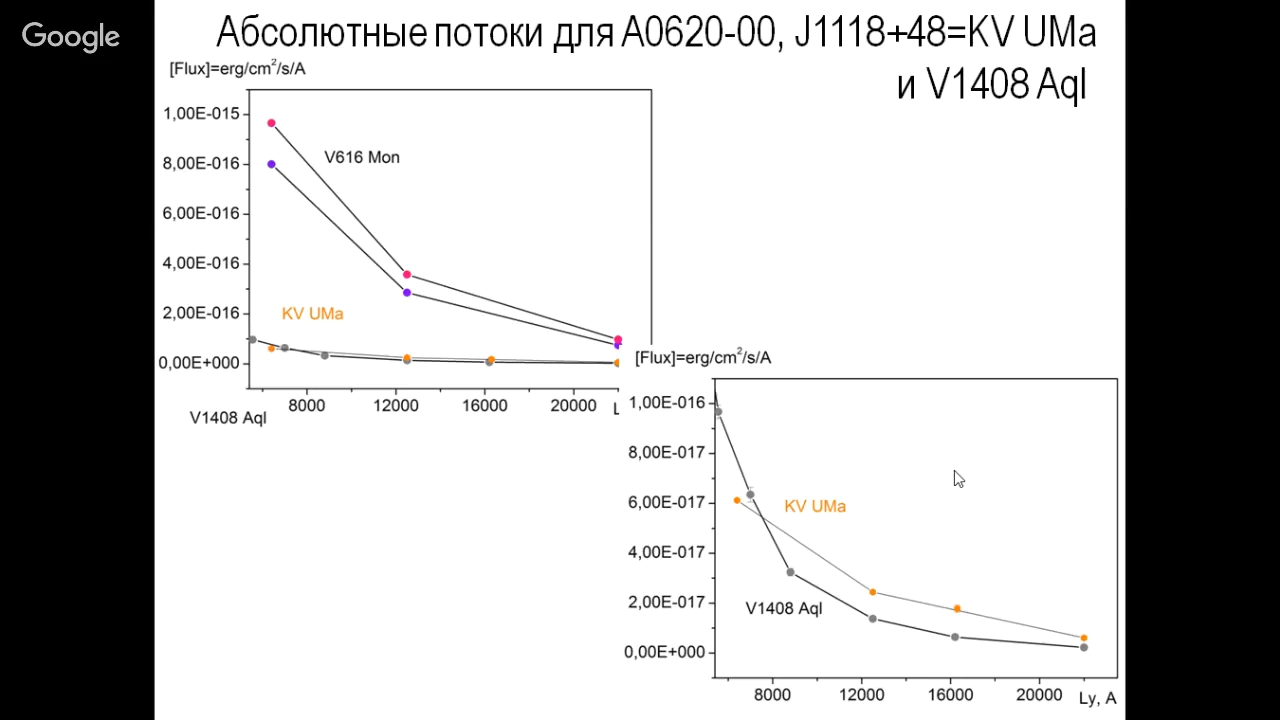 Google
Абсолютные потоки для A0620-00, J1118+48=KV UMa
и V1408 Aql
[Flux]=erg/cm²/s/A
1,00E-015
8,00E-016
6,00E-016
4,00E-016
2,00E-016
0,00E+000
V616 Mon
KV UMa
8000 12000 16000 20000 L
V1408 Aql
[Flux]=erg/cm²/s/A
1,00E-016
8,00E-017
6,00E-017
4,00E-017
2,00E-017
0,00E+000
KV UMa
V1408 Aql
8000 12000 16000 20000 Ly, A